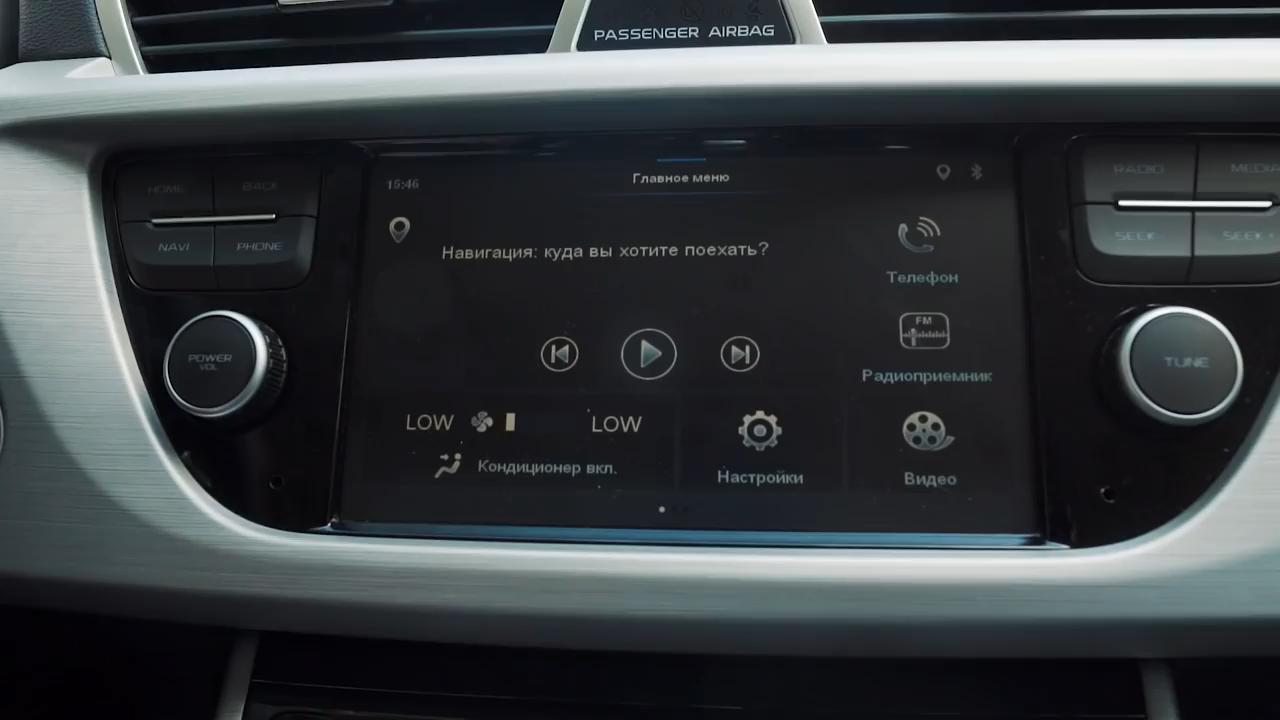 PASSENGER AIRBAG
HOME
BACK
NAVI
PHONE
POWER
VOL
15:46
Главное меню
Навигация: куда вы хотите поехать?
Телефон
FM
Радиоприемник
LOW
LOW
Кондиционер вкл.
Настройки
Видео
RADIO
MEDIA
SEEK-
SEEK+
TUNE